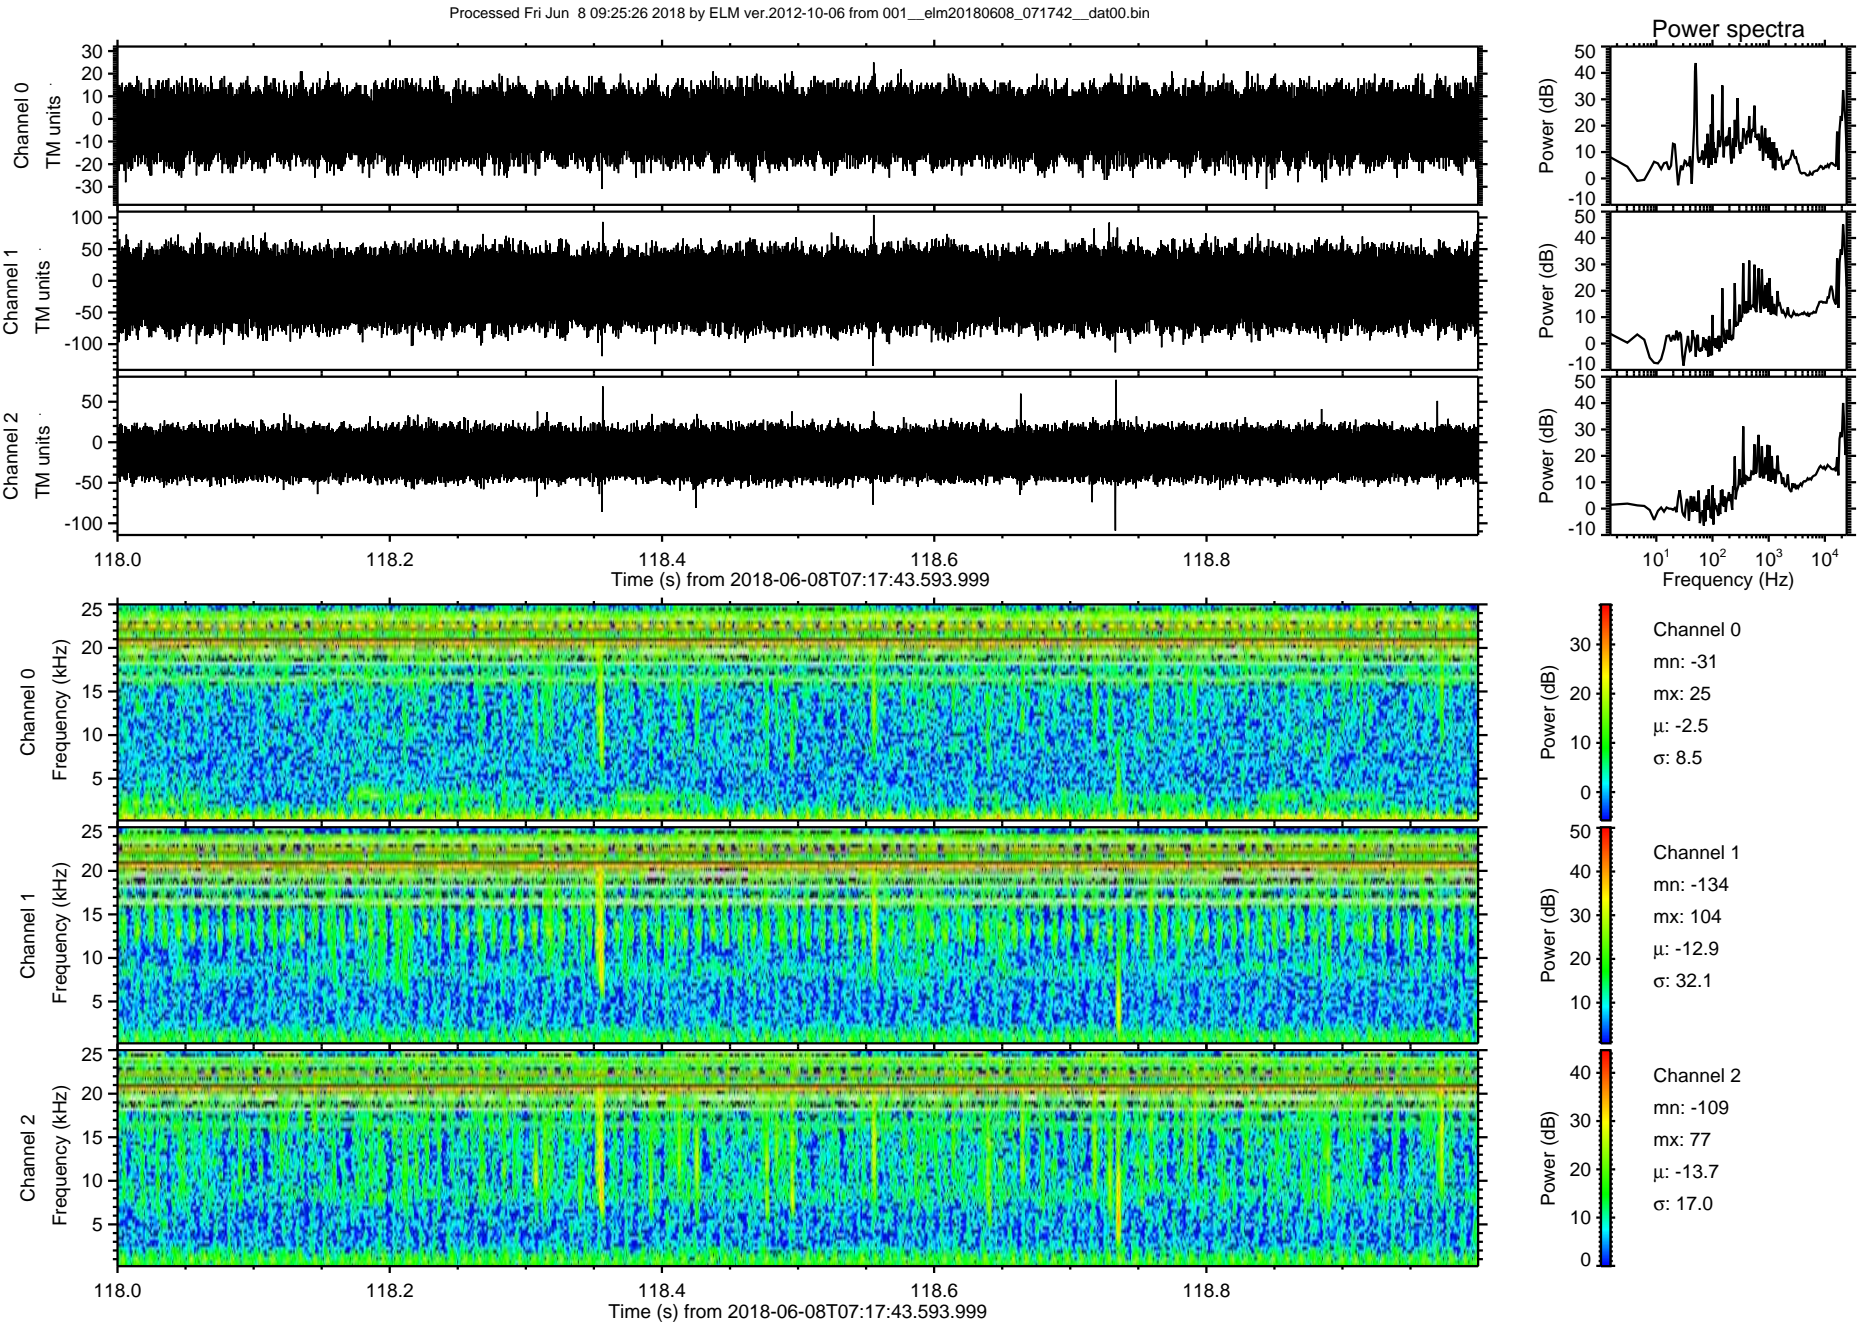 Processed Fri Jun  8 09:25:26 2018 by ELM ver.2012-10-06 from 001__elm20180608_071742__dat00.bin
Power spectra
Channel 0
TM units
30
20
10
0
-10
-20
-30
Power (dB)
50
40
30
20
10
0
-10
Channel 1
TM units
100
50
0
-50
-100
Power (dB)
50
40
30
20
10
0
-10
Channel 2
TM units
50
0
-50
-100
Power (dB)
50
40
30
20
10
0
-10
118.0 118.2 118.4 118.6 118.8
Time (s) from 2018-06-08T07:17:43.593.999
10^1 10^2 10^3 10^4
Frequency (Hz)
Channel 0
Frequency (kHz)
25
20
15
10
5
Power (dB)
30
20
10
0
Channel 0
mn: -31
mx: 25
μ: -2.5
σ: 8.5
Channel 1
Frequency (kHz)
25
20
15
10
5
Power (dB)
50
40
30
20
10
Channel 1
mn: -134
mx: 104
μ: -12.9
σ: 32.1
Channel 2
Frequency (kHz)
25
20
15
10
5
Power (dB)
40
30
20
10
0
Channel 2
mn: -109
mx: 77
μ: -13.7
σ: 17.0
118.0 118.2 118.4 118.6 118.8
Time (s) from 2018-06-08T07:17:43.593.999